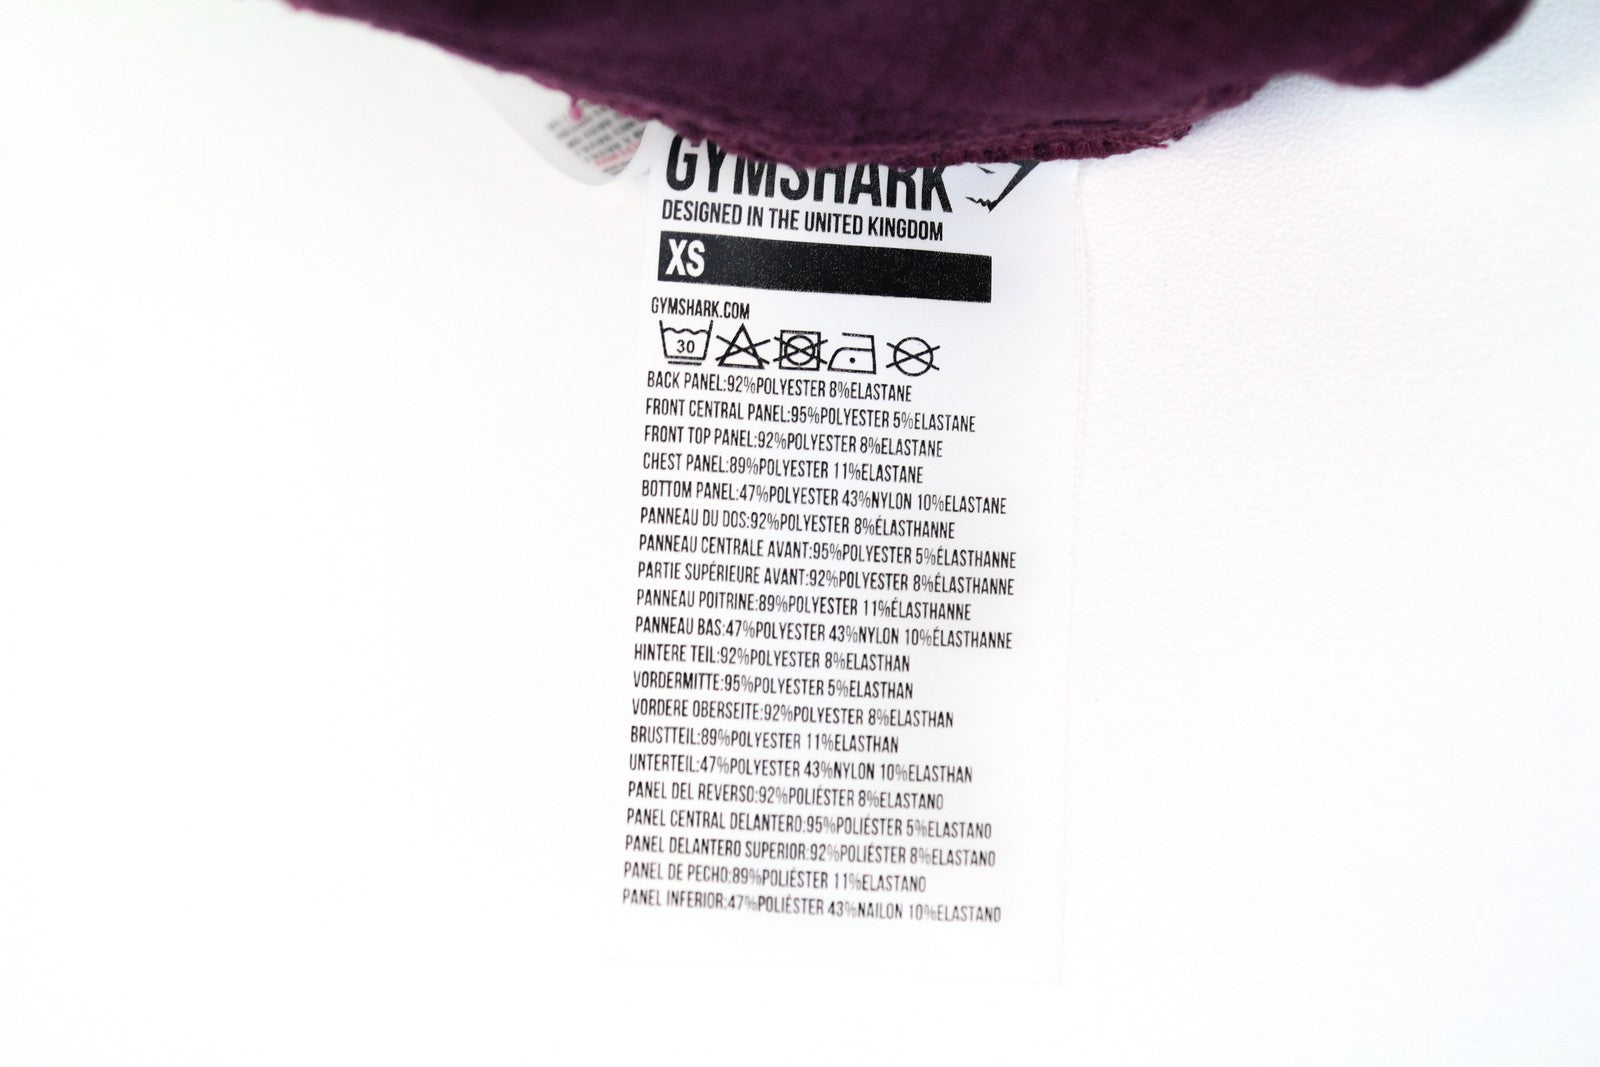 GYMSHARK
DESIGNED IN THE UNITED KINGDOM
XS
GYMSHARK.COM
30
BACK PANEL:92%POLYESTER 8%ELASTANE
FRONT CENTRAL PANEL:95%POLYESTER 5%ELASTANE
FRONT TOP PANEL:92%POLYESTER 8%ELASTANE
CHEST PANEL:89%POLYESTER 11%ELASTANE
BOTTOM PANEL:47%POLYESTER 43%NYLON 10%ELASTANE
PANNEAU DU DOS:92%POLYESTER 8%ÉLASTHANNE
PANNEAU CENTRALE AVANT:95%POLYESTER 5%ÉLASTHANNE
PARTIE SUPÉRIEURE AVANT:92%POLYESTER 8%ÉLASTHANNE
PANNEAU POITRINE:89%POLYESTER 11%ÉLASTHANNE
PANNEAU BAS:47%POLYESTER 43%NYLON 10%ÉLASTHANNE
HINTERE TEIL:92%POLYESTER 8%ELASTHAN
VORDERMITTE:95%POLYESTER 5%ELASTHAN
VORDERE OBERSEITE:92%POLYESTER 8%ELASTHAN
BRUSTTEIL:89%POLYESTER 11%ELASTHAN
UNTERTEIL:47%POLYESTER 43%NYLON 10%ELASTHAN
PANEL DEL REVERSO:92%POLIÉSTER 8%ELASTANO
PANEL CENTRAL DELANTERO:95%POLIÉSTER 5%ELASTANO
PANEL DELANTERO SUPERIOR:92%POLIÉSTER 8%ELASTANO
PANEL DE PECHO:89%POLIÉSTER 11%ELASTANO
PANEL INFERIOR:47%POLIÉSTER 43%NAILON 10%ELASTANO